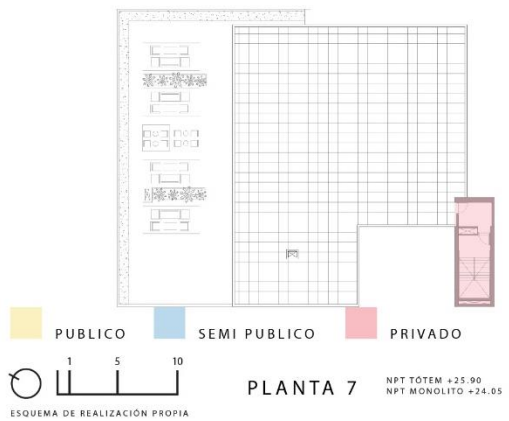 PUBLICO SEMI PUBLICO PRIVADO
1 5 10
PLANTA 7
NPT TÓTEM +25.90
NPT MONOLITO +24.05
ESQUEMA DE REALIZACIÓN PROPIA